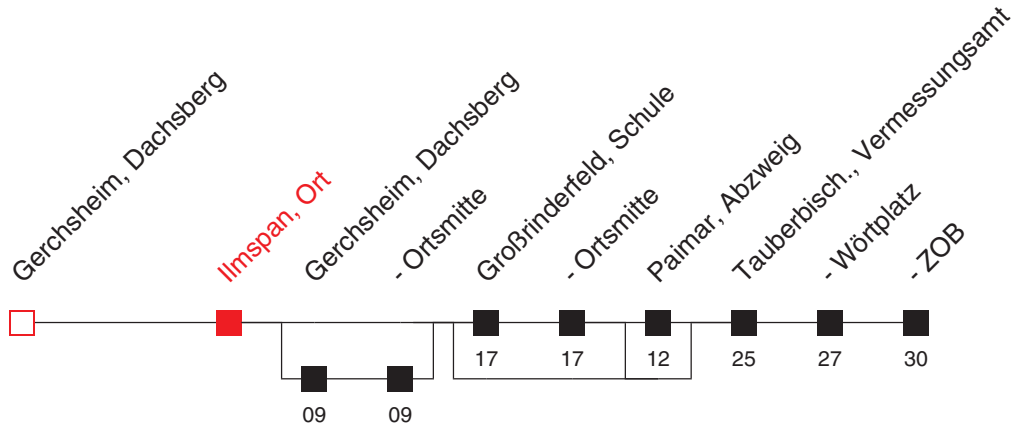 Gerchsheim, Dachsberg
Ilmspan, Ort
Gerchsheim, Dachsberg
- Ortsmitte
Großrinderfeld, Schule
- Ortsmitte
Paimar, Abzweig
Tauberbisch., Vermessungsamt
- Wörtplatz
- ZOB
17
17
12
25
27
30
09
09